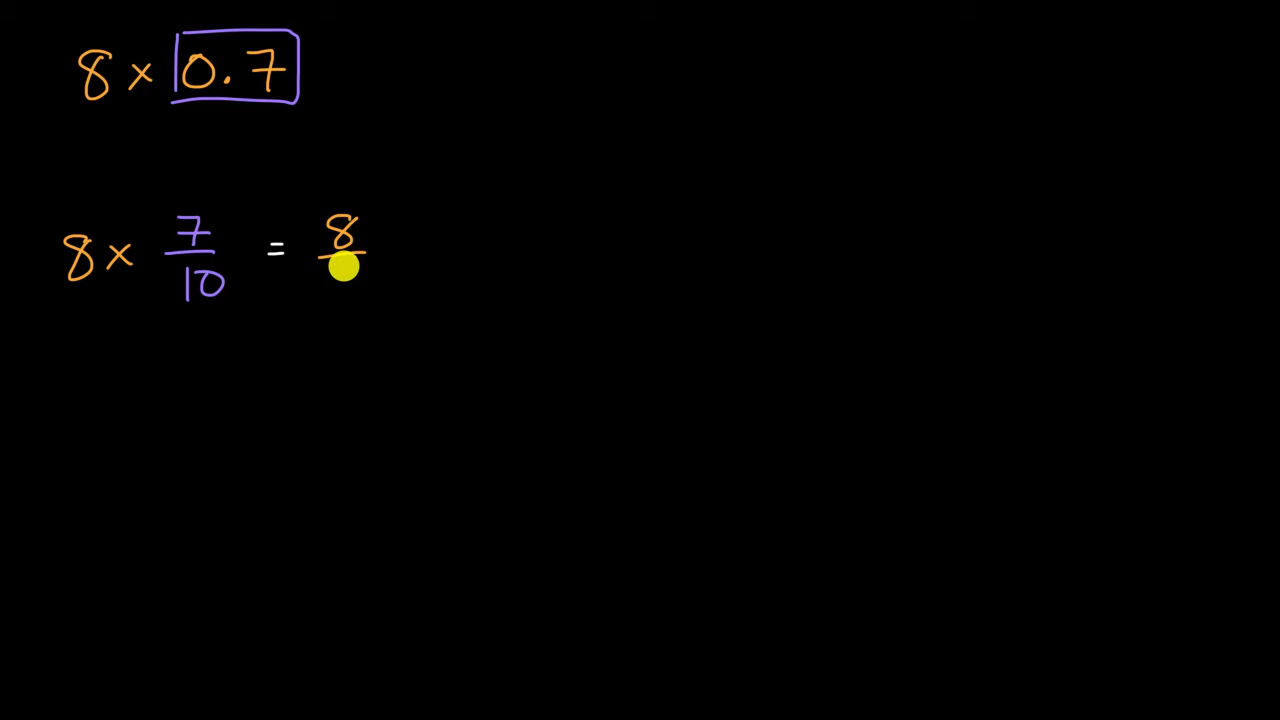 8 × 0.7
8 × 7/10 = 8/